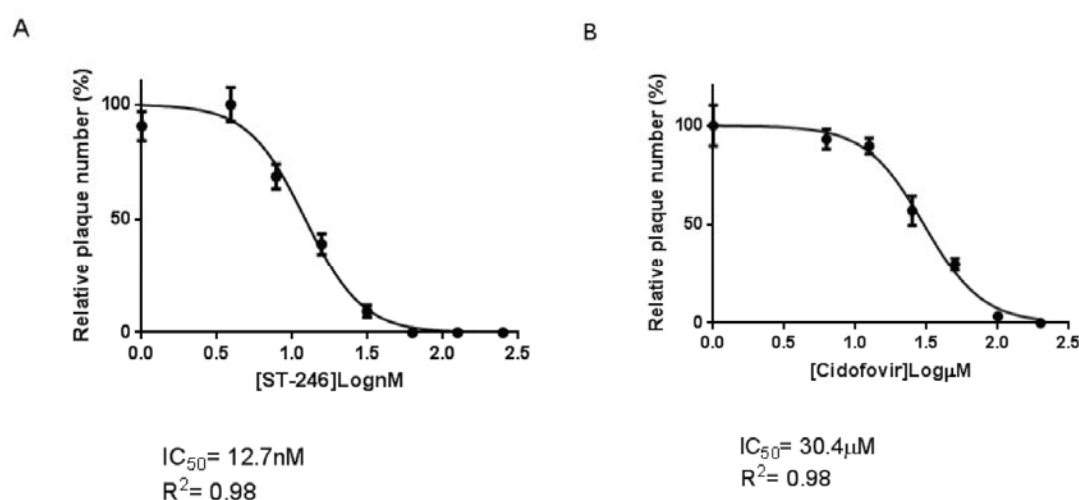 A
Relative plaque number (%)
100
50
0
0.0 0.5 1.0 1.5 2.0 2.5
[ST-246]LognM
IC50= 12.7nM
R2= 0.98
B
Relative plaque number (%)
100
50
0
0.0 0.5 1.0 1.5 2.0 2.5
[Cidofovir]LogμM
IC50= 30.4μM
R2= 0.98